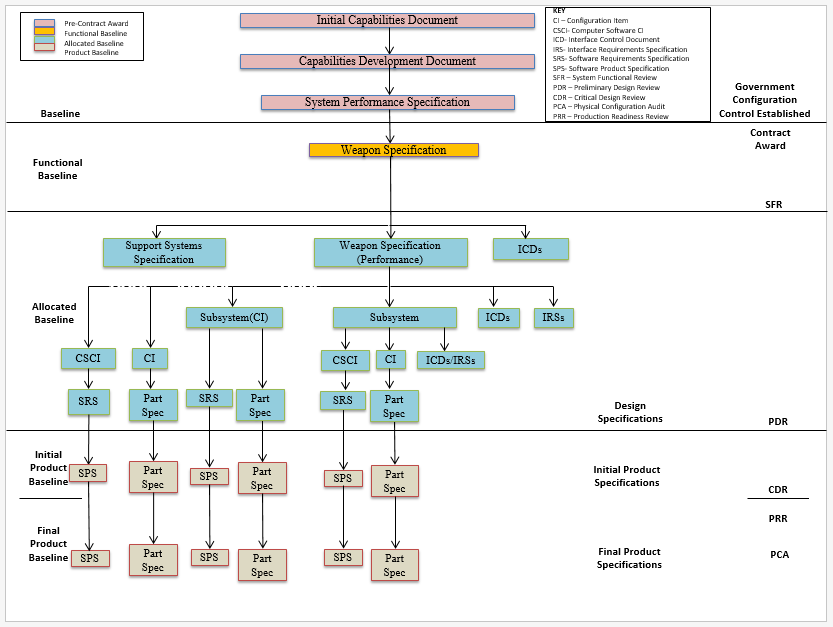 Pre-Contract Award
Functional Baseline
Allocated Baseline
Product Baseline
Initial Capabilities Document
Capabilities Development Document
System Performance Specification
KEY
CI – Configuration Item
CSCI- Computer Software CI
ICD- Interface Control Document
IRS- Interface Requirements Specification
SRS- Software Requirements Specification
SPS- Software Product Specification
SFR – System Functional Review
PDR – Preliminary Design Review
CDR – Critical Design Review
PCA – Physical Configuration Audit
PRR – Production Readiness Review
Government
Configuration
Control Established
Baseline
Contract
Award
Weapon Specification
Functional
Baseline
SFR
Support Systems
Specification
Weapon Specification
(Performance)
ICDs
Allocated
Baseline
Subsystem(CI)
Subsystem
ICDs
IRSs
CSCI
CI
CSCI
CI
ICDs/IRSs
SRS
Part
Spec
SRS
Part
Spec
SRS
Part
Spec
Design
Specifications
PDR
Initial
Product
Baseline
SPS
Part
Spec
SPS
Part
Spec
SPS
Part
Spec
Initial Product
Specifications
CDR
PRR
Final
Product
Baseline
SPS
Part
Spec
SPS
Part
Spec
SPS
Part
Spec
Final Product
Specifications
PCA